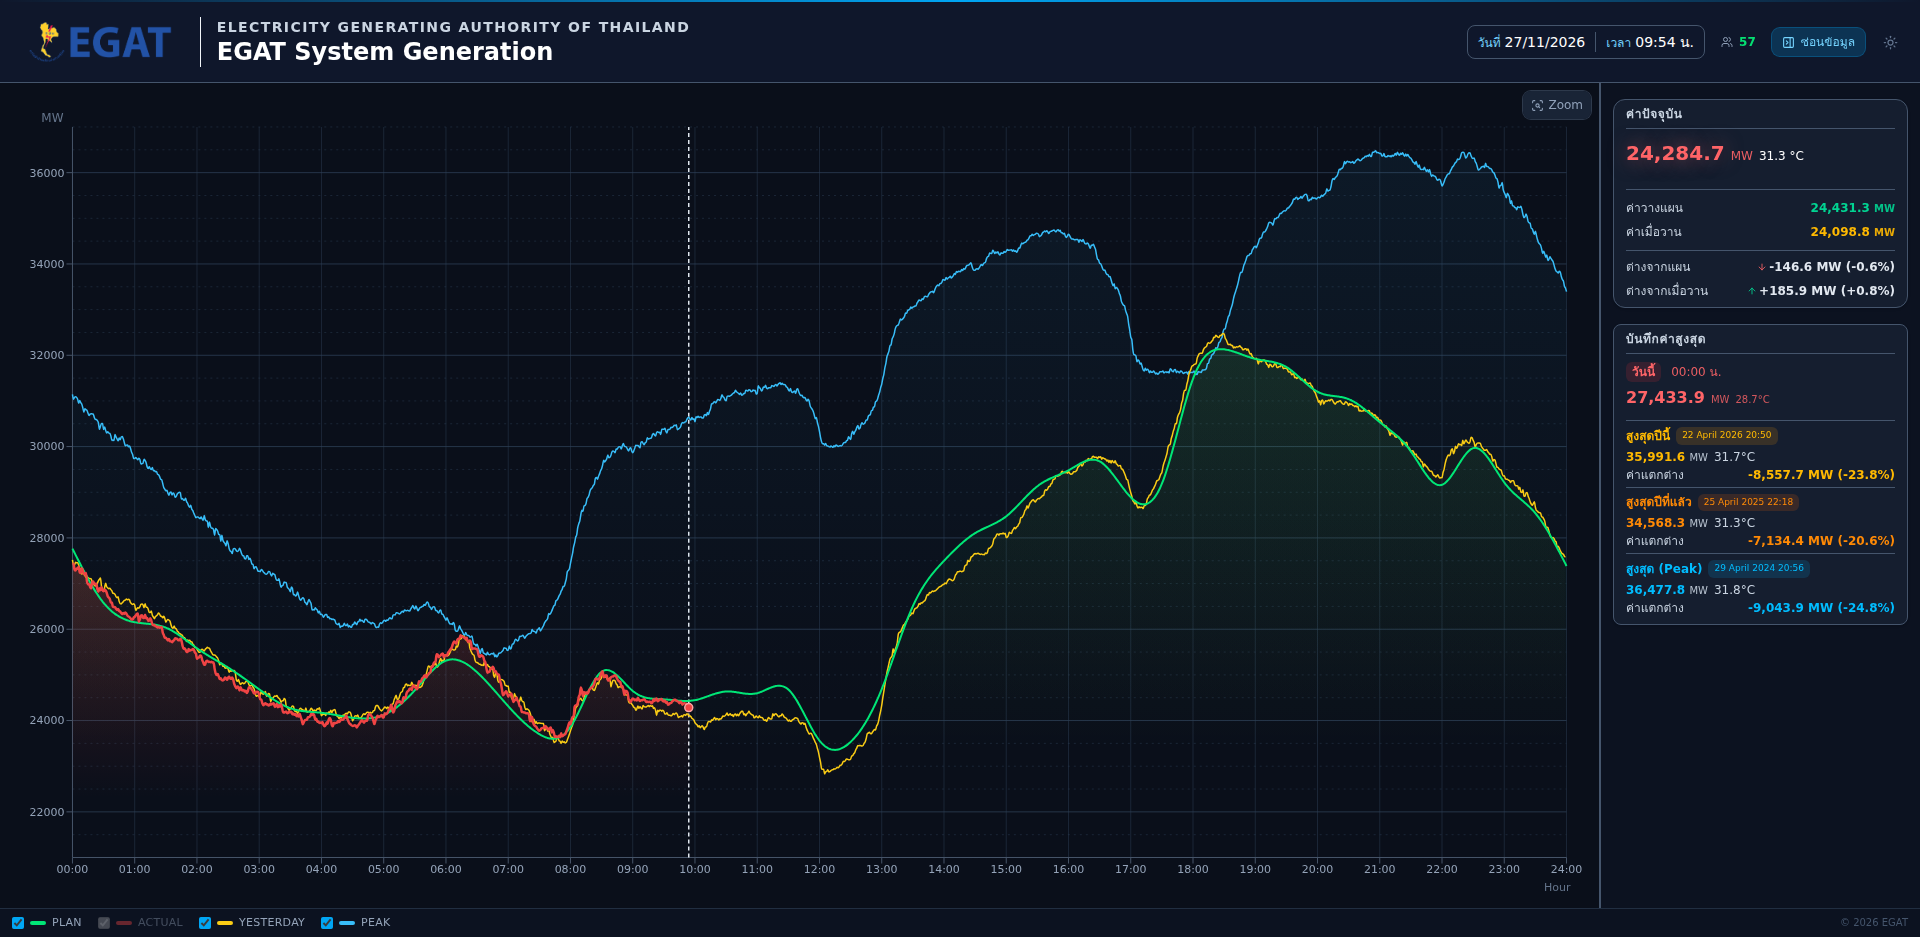 EGAT
ELECTRICITY GENERATING AUTHORITY OF THAILAND
EGAT System Generation
วันที่ 27/11/2026 เวลา 09:54 น.
57
ซ่อนข้อมูล
Zoom
MW
36000
34000
32000
30000
28000
26000
24000
22000
00:00 01:00 02:00 03:00 04:00 05:00 06:00 07:00 08:00 09:00 10:00 11:00 12:00 13:00 14:00 15:00 16:00 17:00 18:00 19:00 20:00 21:00 22:00 23:00 24:00
Hour
ค่าปัจจุบัน
24,284.7 MW 31.3 °C
ค่าวางแผน 24,431.3 MW
ค่าเมื่อวาน 24,098.8 MW
ต่างจากแผน ↓ -146.6 MW (-0.6%)
ต่างจากเมื่อวาน ↑ +185.9 MW (+0.8%)
บันทึกค่าสูงสุด
วันนี้ 00:00 น.
27,433.9 MW 28.7°C
สูงสุดปีนี้ 22 April 2026 20:50
35,991.6 MW 31.7°C
ค่าแตกต่าง -8,557.7 MW (-23.8%)
สูงสุดปีที่แล้ว 25 April 2025 22:18
34,568.3 MW 31.3°C
ค่าแตกต่าง -7,134.4 MW (-20.6%)
สูงสุด (Peak) 29 April 2024 20:56
36,477.8 MW 31.8°C
ค่าแตกต่าง -9,043.9 MW (-24.8%)
PLAN ACTUAL YESTERDAY PEAK
© 2026 EGAT